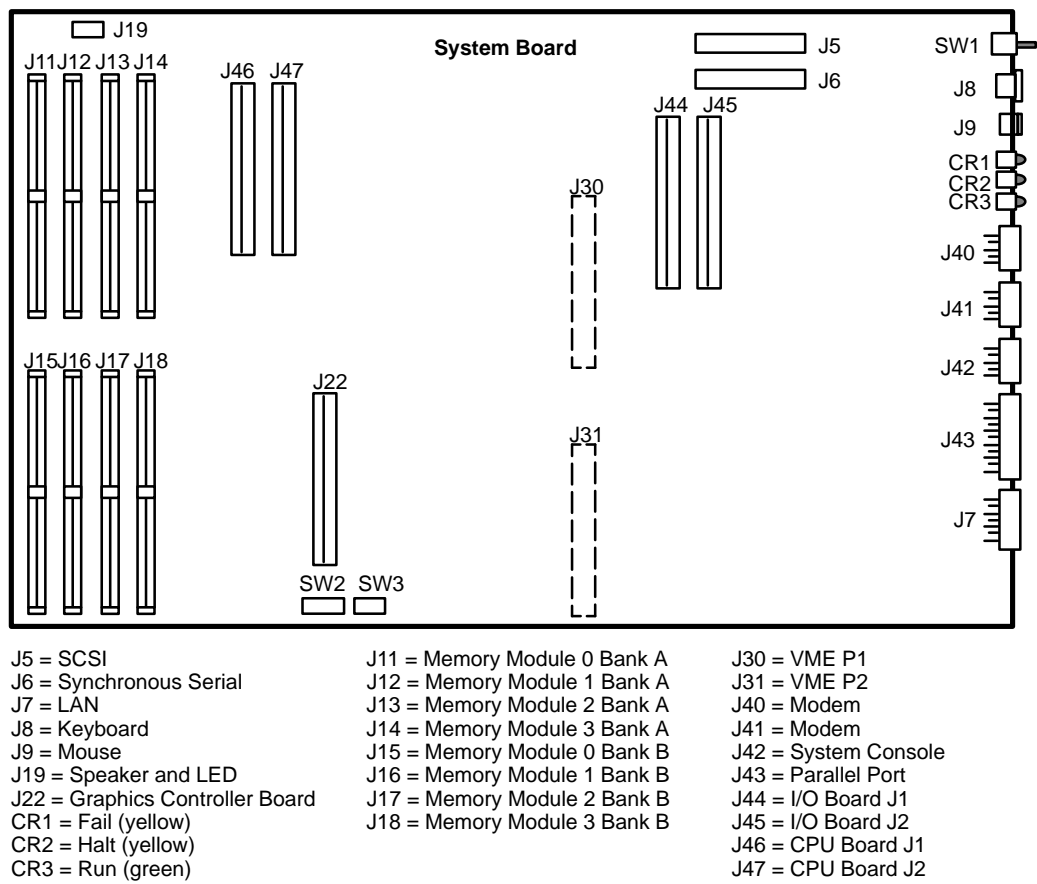 J19
System Board
J5
SW1
J11 J12 J13 J14
J46 J47
J6
J8
J44 J45
J9
CR1
J30
CR2
CR3
J40
J41
J15 J16 J17 J18
J42
J22
J31
J43
J7
SW2 SW3
J5 = SCSI
J6 = Synchronous Serial
J7 = LAN
J8 = Keyboard
J9 = Mouse
J19 = Speaker and LED
J22 = Graphics Controller Board
CR1 = Fail (yellow)
CR2 = Halt (yellow)
CR3 = Run (green)
J11 = Memory Module 0 Bank A
J12 = Memory Module 1 Bank A
J13 = Memory Module 2 Bank A
J14 = Memory Module 3 Bank A
J15 = Memory Module 0 Bank B
J16 = Memory Module 1 Bank B
J17 = Memory Module 2 Bank B
J18 = Memory Module 3 Bank B
J30 = VME P1
J31 = VME P2
J40 = Modem
J41 = Modem
J42 = System Console
J43 = Parallel Port
J44 = I/O Board J1
J45 = I/O Board J2
J46 = CPU Board J1
J47 = CPU Board J2